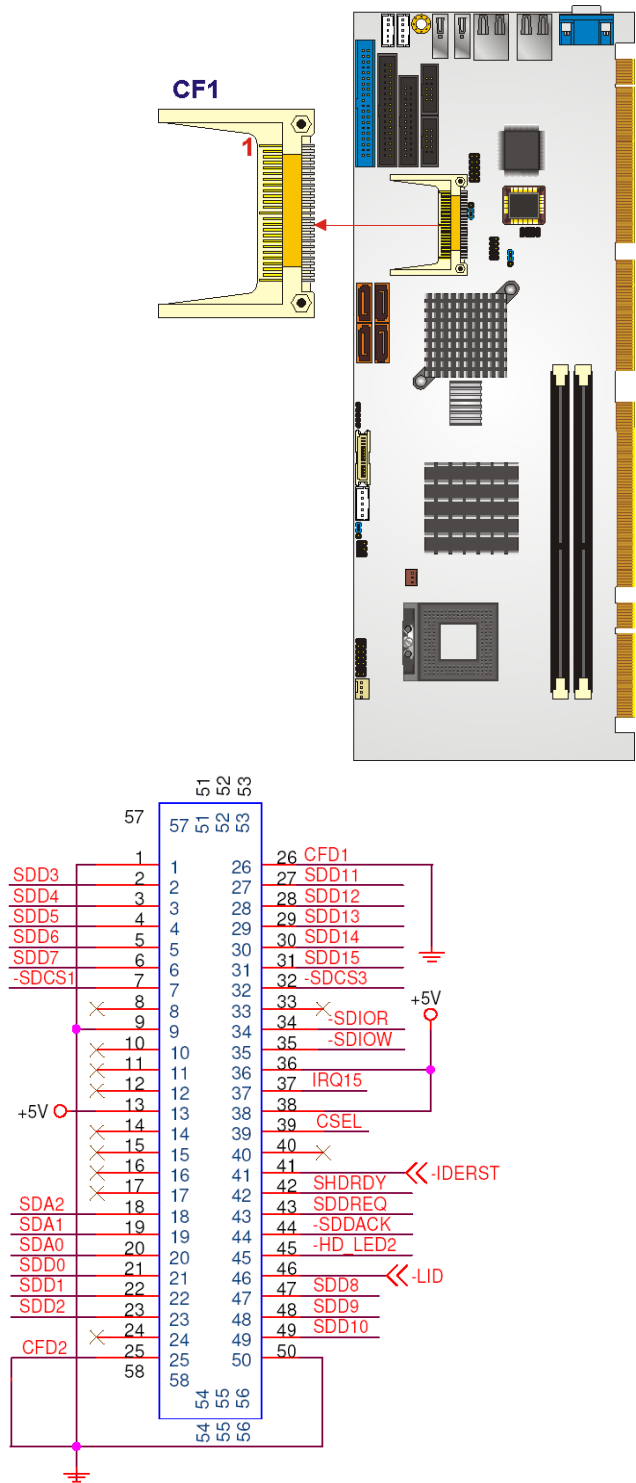 CF1
1
51 52 53
57 57 51 52 53
1 1 26 26 CFD1
SDD3 2 2 27 27 SDD11
SDD4 3 3 28 28 SDD12
SDD5 4 4 29 29 SDD13
SDD6 5 5 30 30 SDD14
SDD7 6 6 31 31 SDD15
-SDCS1 7 7 32 32 -SDCS3
8 8 33 33 +5V
9 9 34 34 -SDIOR
10 10 35 35 -SDIOW
11 11 36 36
12 12 37 37 IRQ15
+5V 13 13 38 38
14 14 39 39 CSEL
15 15 40 40
16 16 41 41 -IDERST
17 17 42 42 SHDRDY
SDA2 18 18 43 43 SDDREQ
SDA1 19 19 44 44 -SDDACK
SDA0 20 20 45 45 -HD_LED2
SDD0 21 21 46 46 -LID
SDD1 22 22 47 47 SDD8
SDD2 23 23 48 48 SDD9
24 24 49 49 SDD10
CFD2 25 25 50 50
58 58 54 55 56
54 55 56